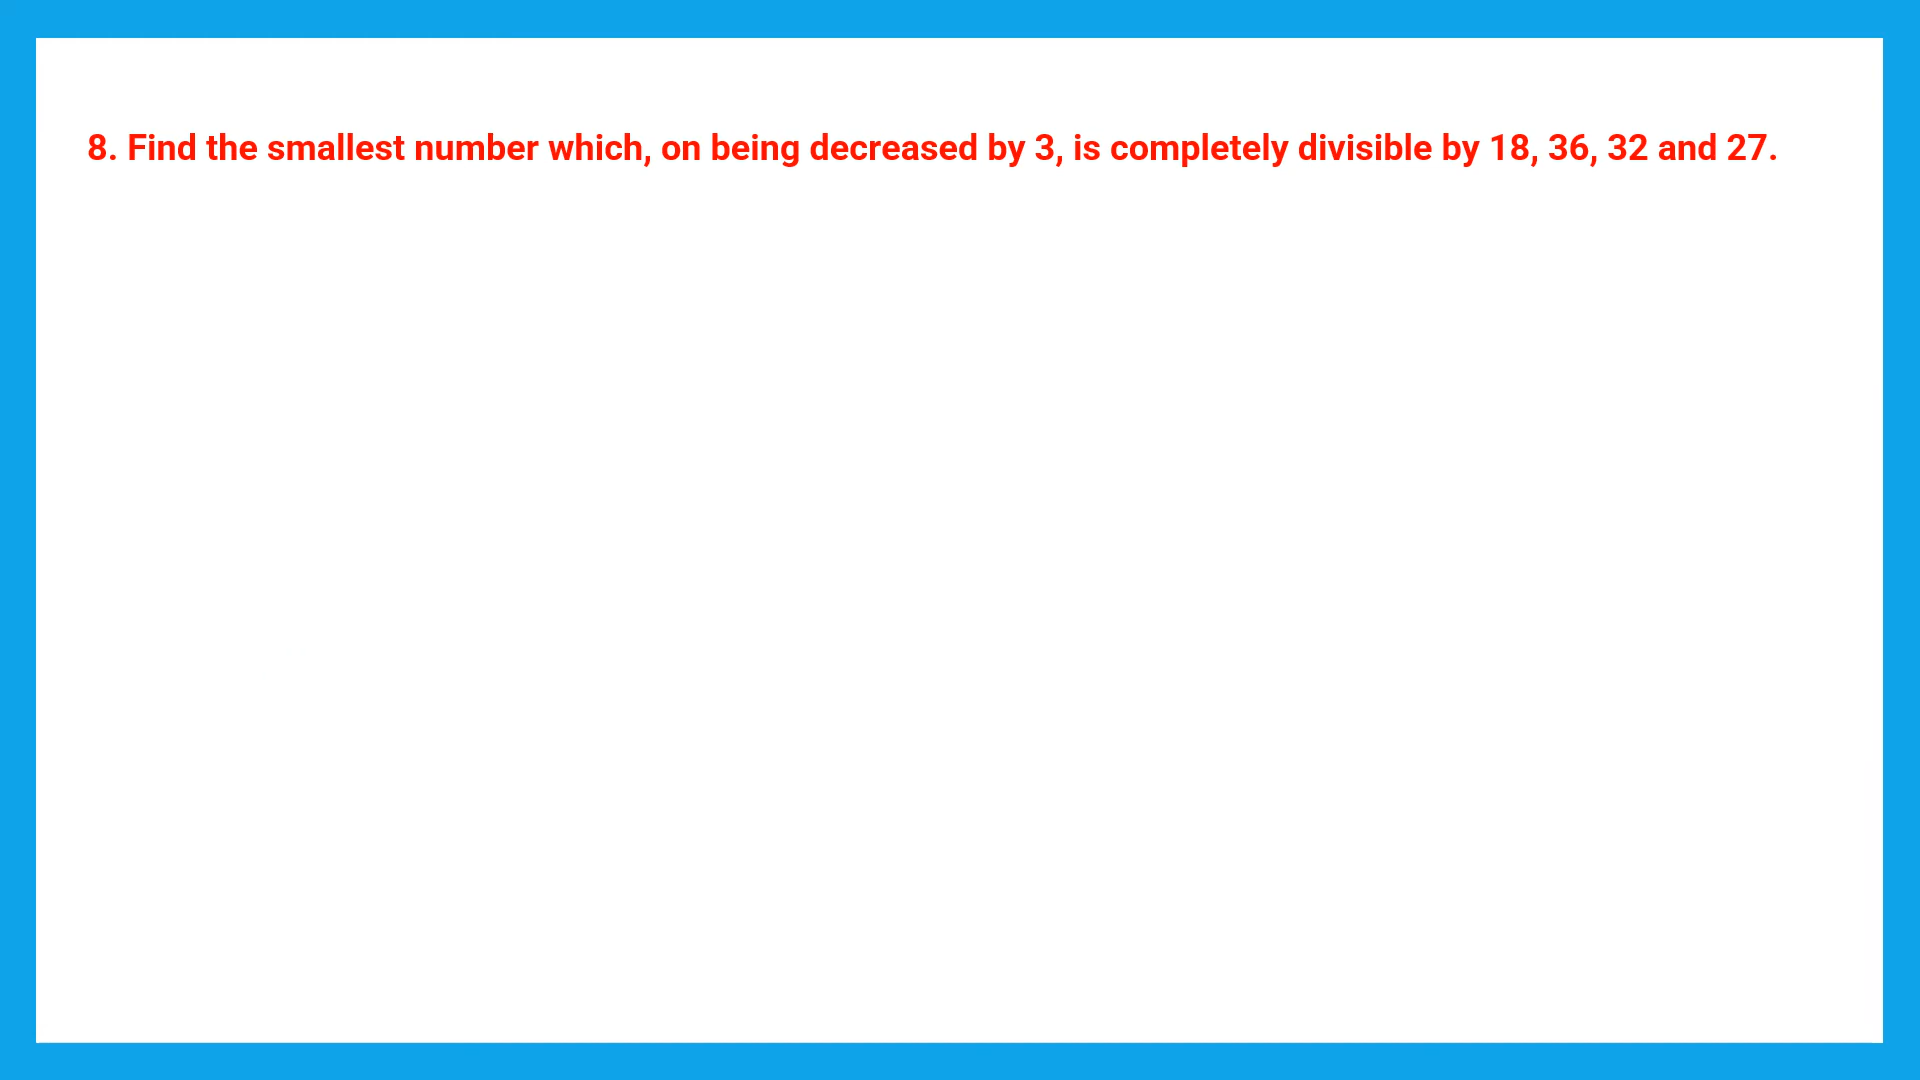 8. Find the smallest number which, on being decreased by 3, is completely divisible by 18, 36, 32 and 27.